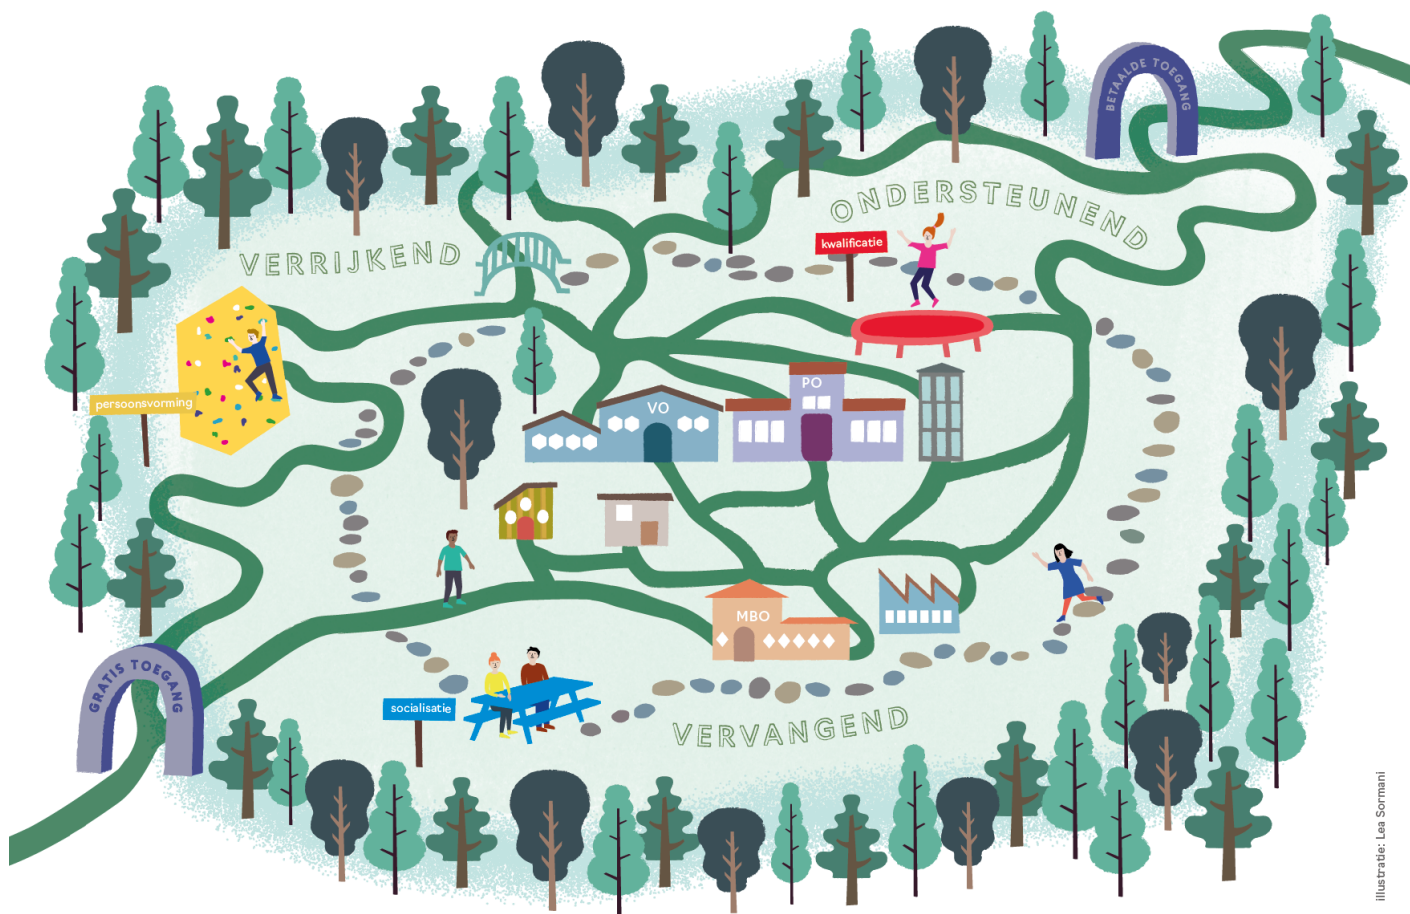 BETAALDE TOEGANG
ONDERSTEUNEND
VERRIJKEND
kwalificatie
PO
persoonsvorming
VO
MBO
GRATIS TOEGANG
socialisatie
VERVANGEND
illustratie: Lea Sormani